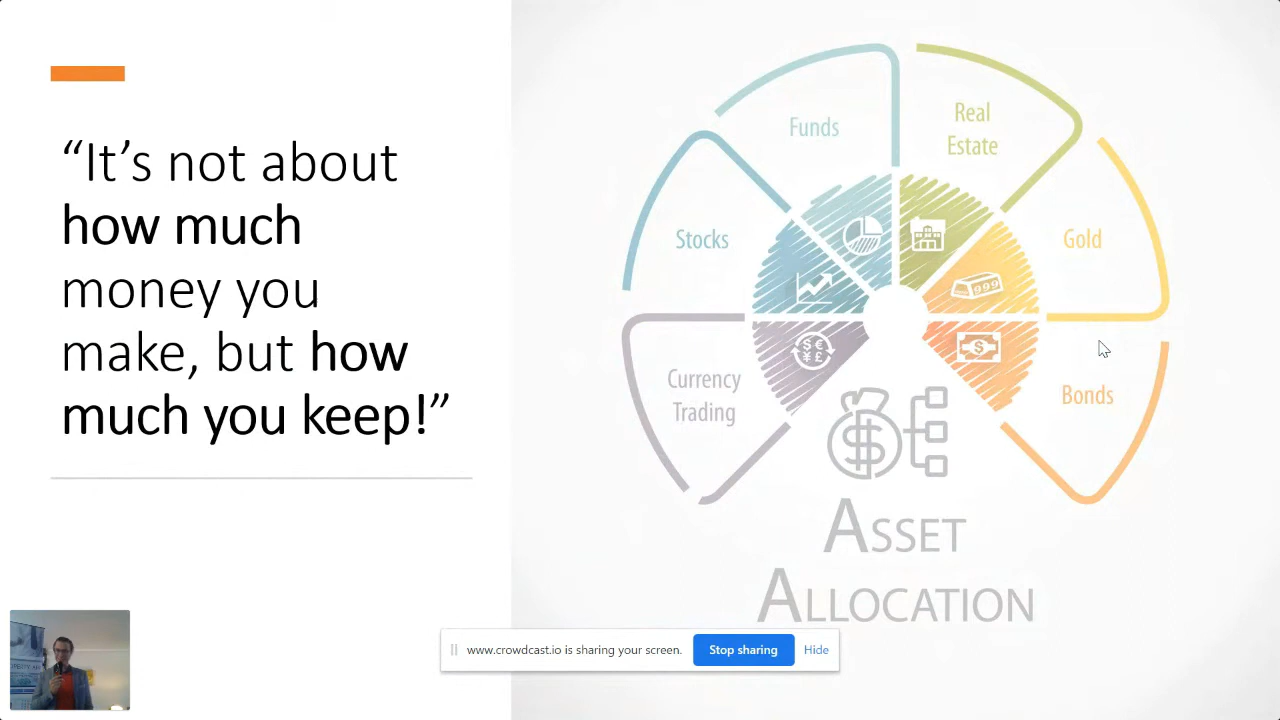 “It’s not about
how much
money you
make, but how
much you keep!”
Funds
Real
Estate
Stocks
Gold
999
$€
¥£
$
Currency
Trading
Bonds
$
ASSET
ALLOCATION
www.crowdcast.io is sharing your screen.
Stop sharing
Hide